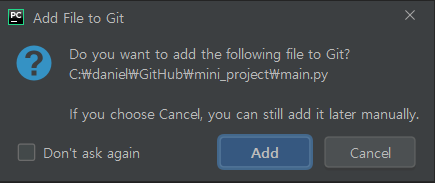 PC
Add File to Git
Do you want to add the following file to Git?
C:₩daniel₩GitHub₩mini_project₩main.py
If you choose Cancel, you can still add it later manually.
Don't ask again
Add
Cancel